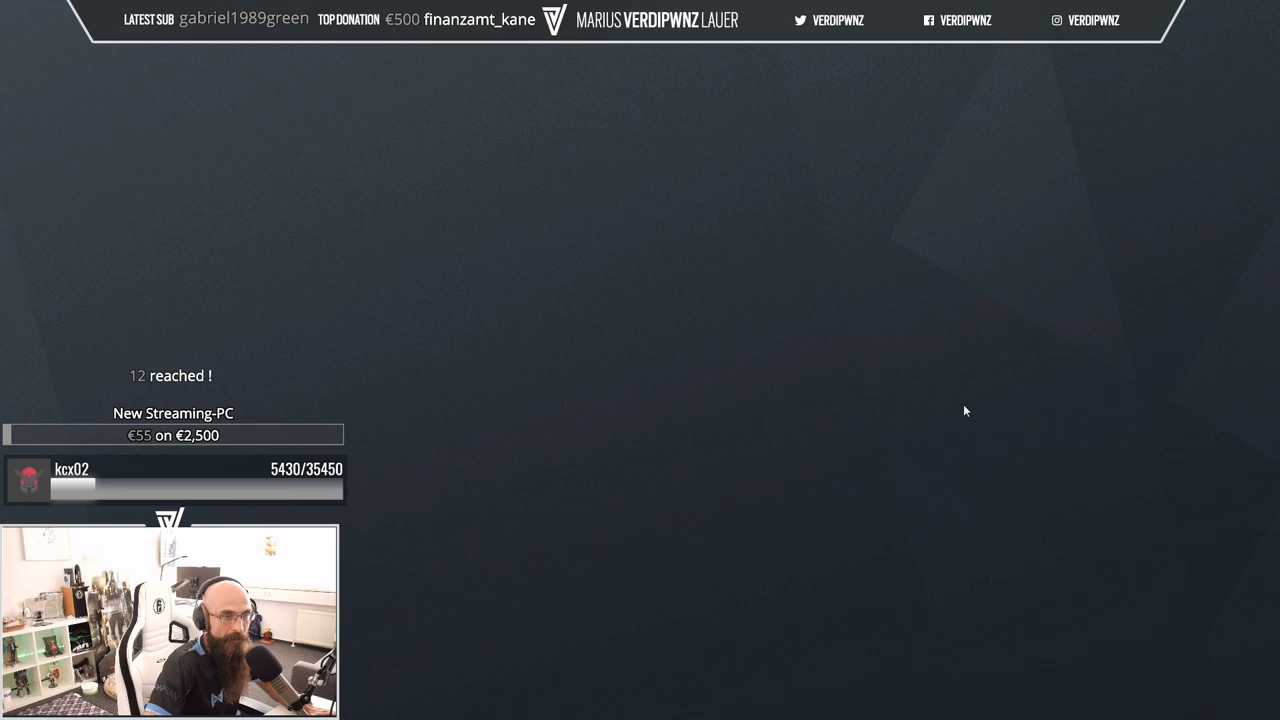 LATEST SUB gabriel1989green TOP DONATION €500 finanzamt_kane MARIUS VERDIPWNZ LAUER VERDIPWNZ VERDIPWNZ VERDIPWNZ
12 reached !
New Streaming-PC
€55 on €2,500
kcx02 5430/35450